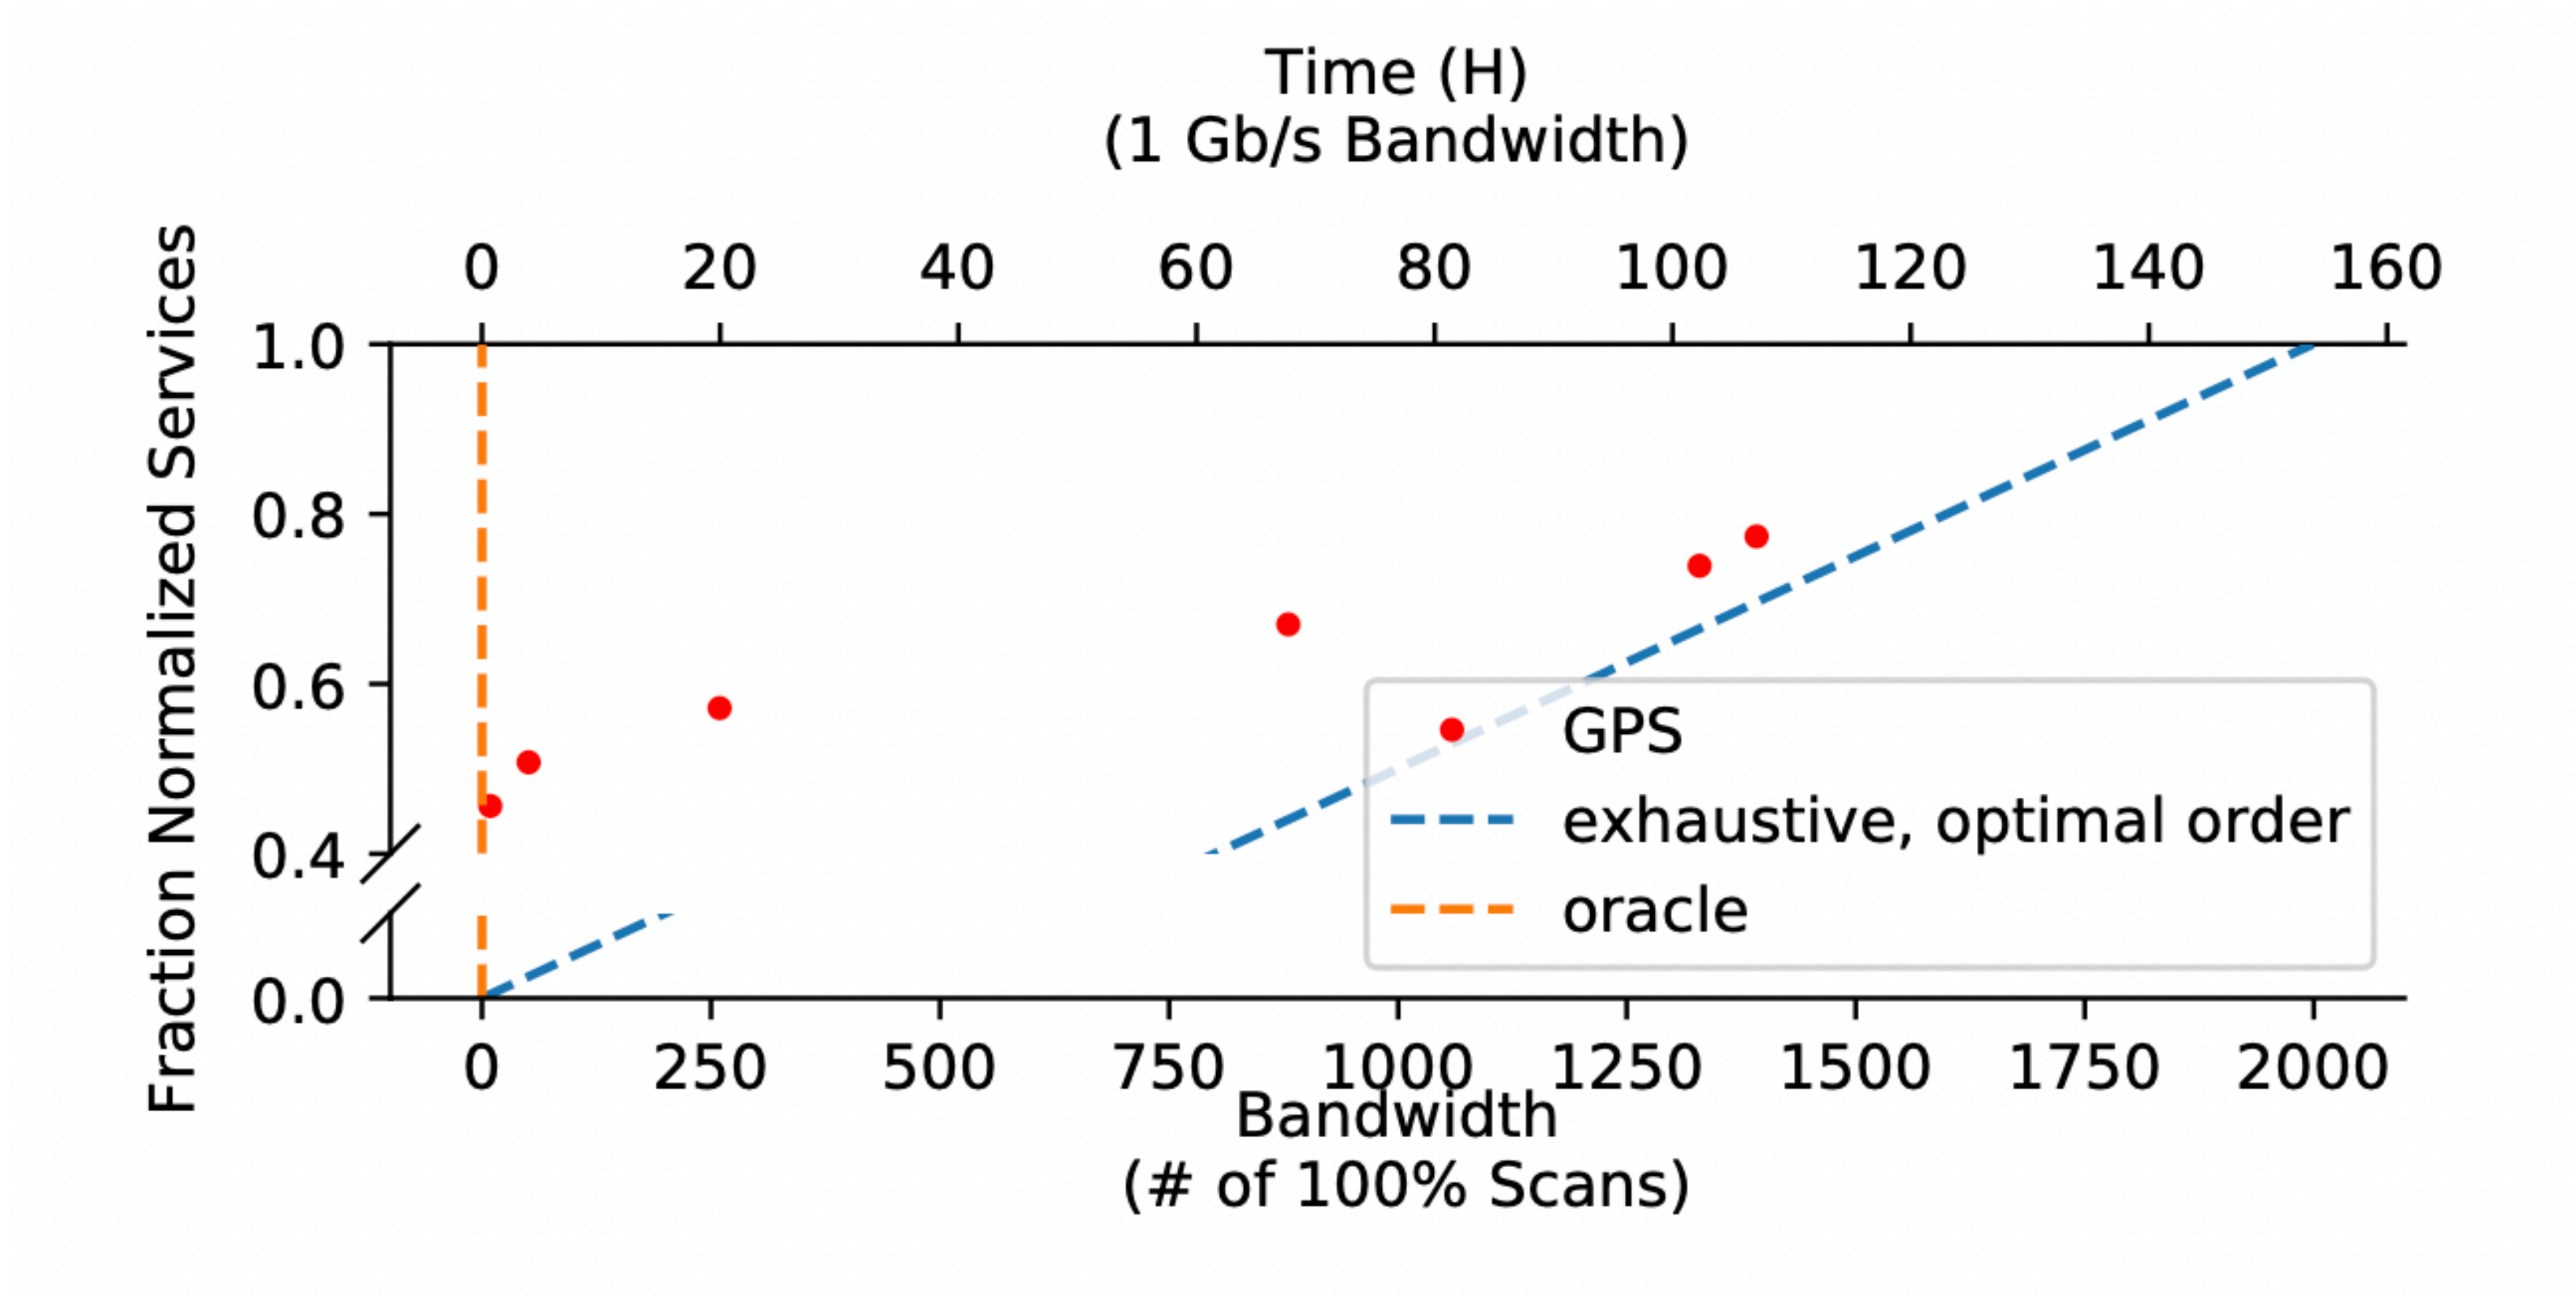 Time (H)
(1 Gb/s Bandwidth)
0 20 40 60 80 100 120 140 160
Fraction Normalized Services
1.0
0.8
0.6
0.4
0.0
GPS
exhaustive, optimal order
oracle
0 250 500 750 1000 1250 1500 1750 2000
Bandwidth
(# of 100% Scans)